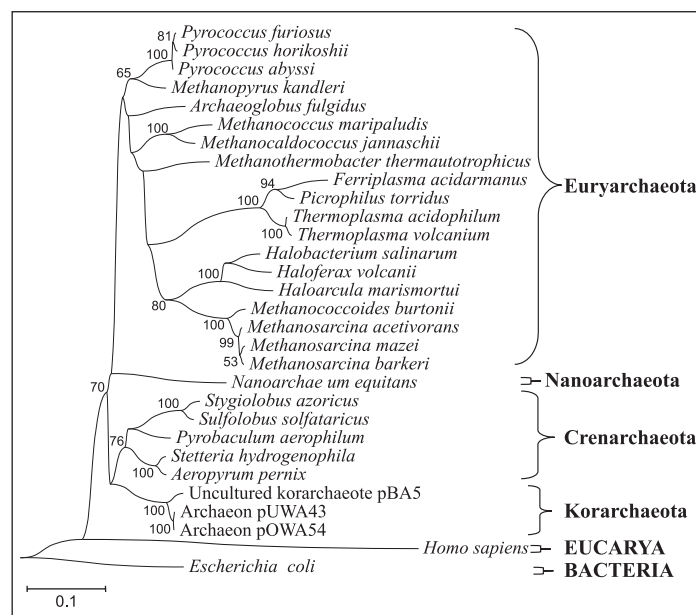 81
Pyrococcus furiosus
Pyrococcus horikoshii
100
Pyrococcus abyssi
65
Methanopyrus kandleri
Archaeoglobus fulgidus
100
Methanococcus maripaludis
Methanocaldococcus jannaschii
Methanothermobacter thermautotrophicus
94
Ferriplasma acidarmanus
Euryarchaeota
100
Picrophilus torridus
Thermoplasma acidophilum
100
Thermoplasma volcanium
Halobacterium salinarum
100
Haloferax volcanii
Haloarcula marismortui
80
Methanococcoides burtonii
100
Methanosarcina acetivorans
99
Methanosarcina mazei
53
Methanosarcina barkeri
70
Nanoarchae um equitans
Nanoarchaeota
100
Stygiolobus azoricus
Sulfolobus solfataricus
76
Pyrobaculum aerophilum
Crenarchaeota
Stetteria hydrogenophila
100
Aeropyrum pernix
Uncultured korarchaeote pBA5
100
Archaeon pUWA43
Korarchaeota
100
Archaeon pOWA54
Homo sapiens
EUCARYA
Escherichia coli
BACTERIA
0.1